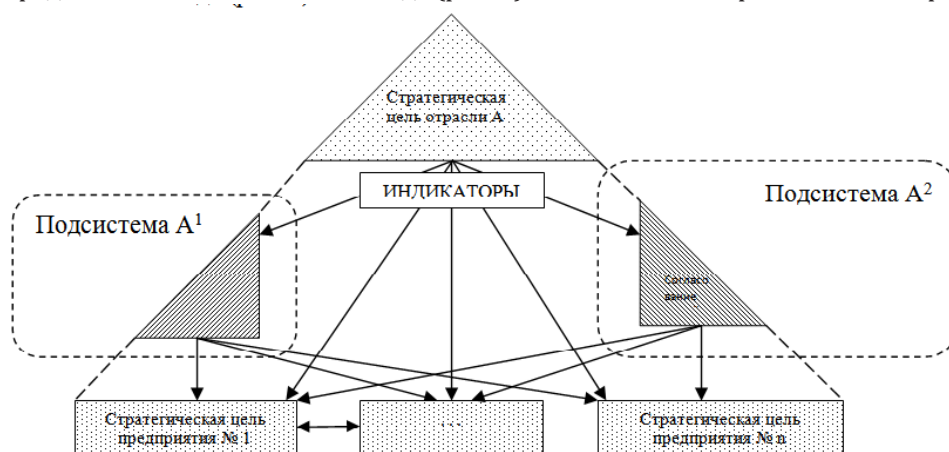 Стратегическая
цель отрасли А
ИНДИКАТОРЫ
Подсистема А¹
Подсистема А²
Согласо
вание
Стратегическая цель
предприятия № 1
...
Стратегическая цель
предприятия № n